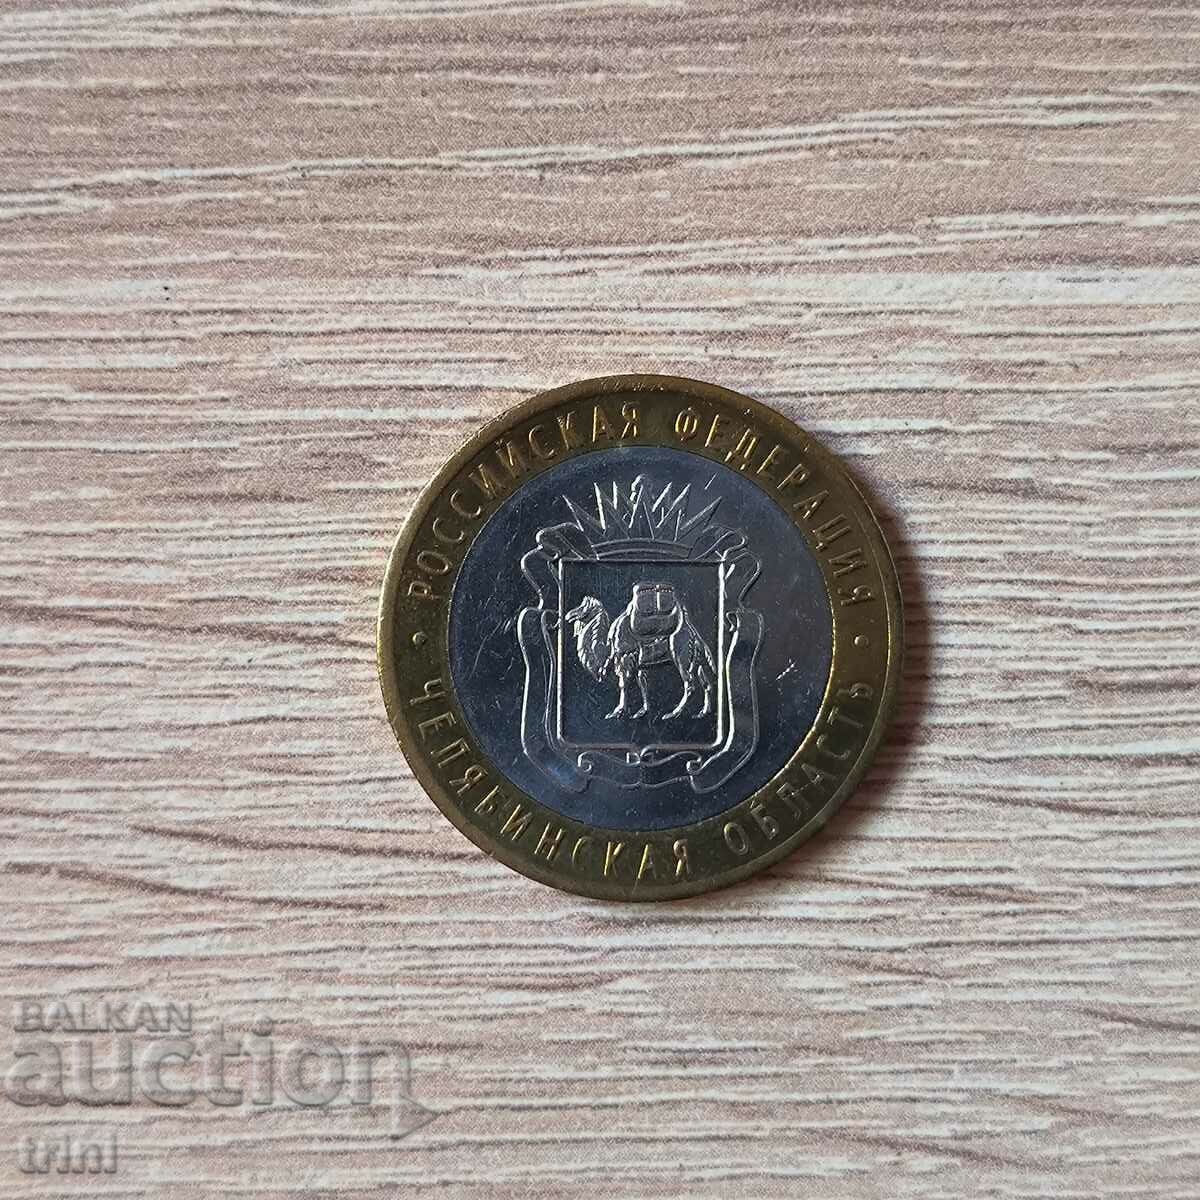 РОССИЙСКАЯ ФЕДЕРАЦИЯ
ЧЕЛЯБИНСКАЯ ОБЛАСТЬ
BALKAN
auction
trini